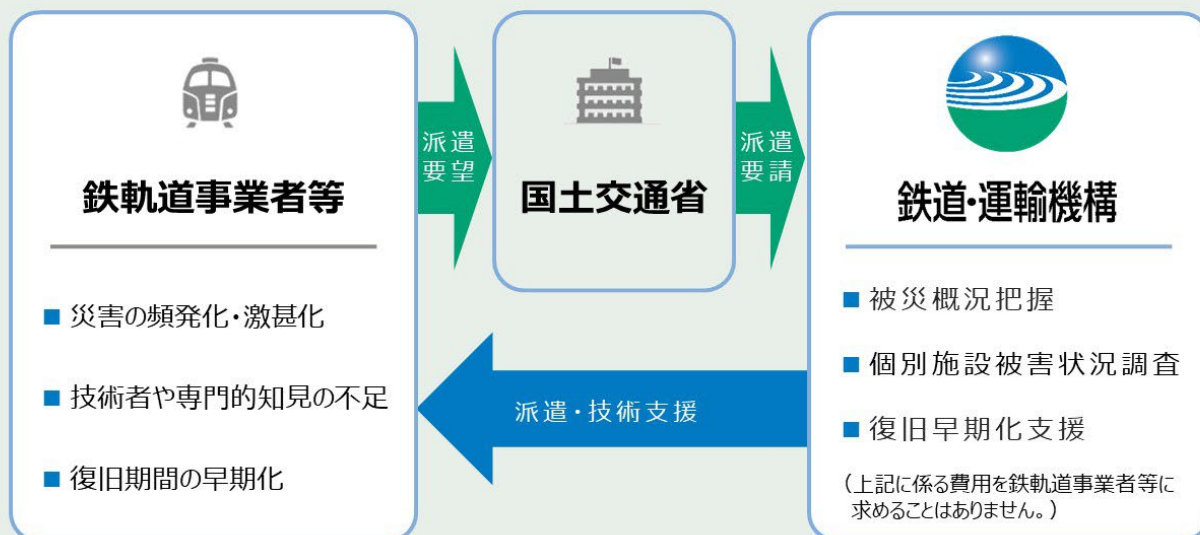 鉄軌道事業者等
■ 災害の頻発化・激甚化
■ 技術者や専門的知見の不足
■ 復旧期間の早期化
派遣
要望
国土交通省
派遣
要請
鉄道・運輸機構
■ 被災概況把握
■ 個別施設被害状況調査
■ 復旧早期化支援
（上記に係る費用を鉄軌道事業者等に
求めることはありません。）
派遣・技術支援